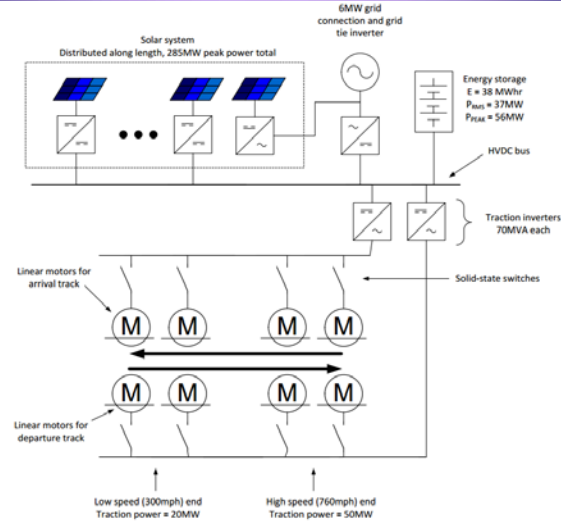 6MW grid
connection and grid
tie inverter
Solar system
Distributed along length, 285MW peak power total
Energy storage
E = 38 MWhr
PRMS = 37MW
PPEAK = 56MW
HVDC bus
Traction inverters
70MVA each
Linear motors for
arrival track
Solid-state switches
M M M M
M M M M
Linear motors for
departure track
Low speed (300mph) end
Traction power = 20MW
High speed (760mph) end
Traction power = 50MW